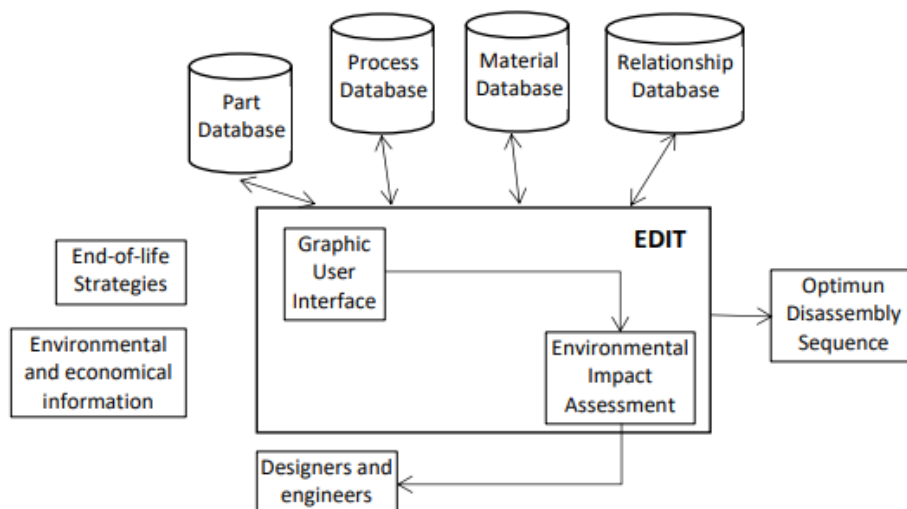 Part
Database
Process
Database
Material
Database
Relationship
Database
EDIT
Graphic
User
Interface
End-of-life
Strategies
Environmental
and economical
information
Environmental
Impact
Assessment
Optimun
Disassembly
Sequence
Designers and
engineers